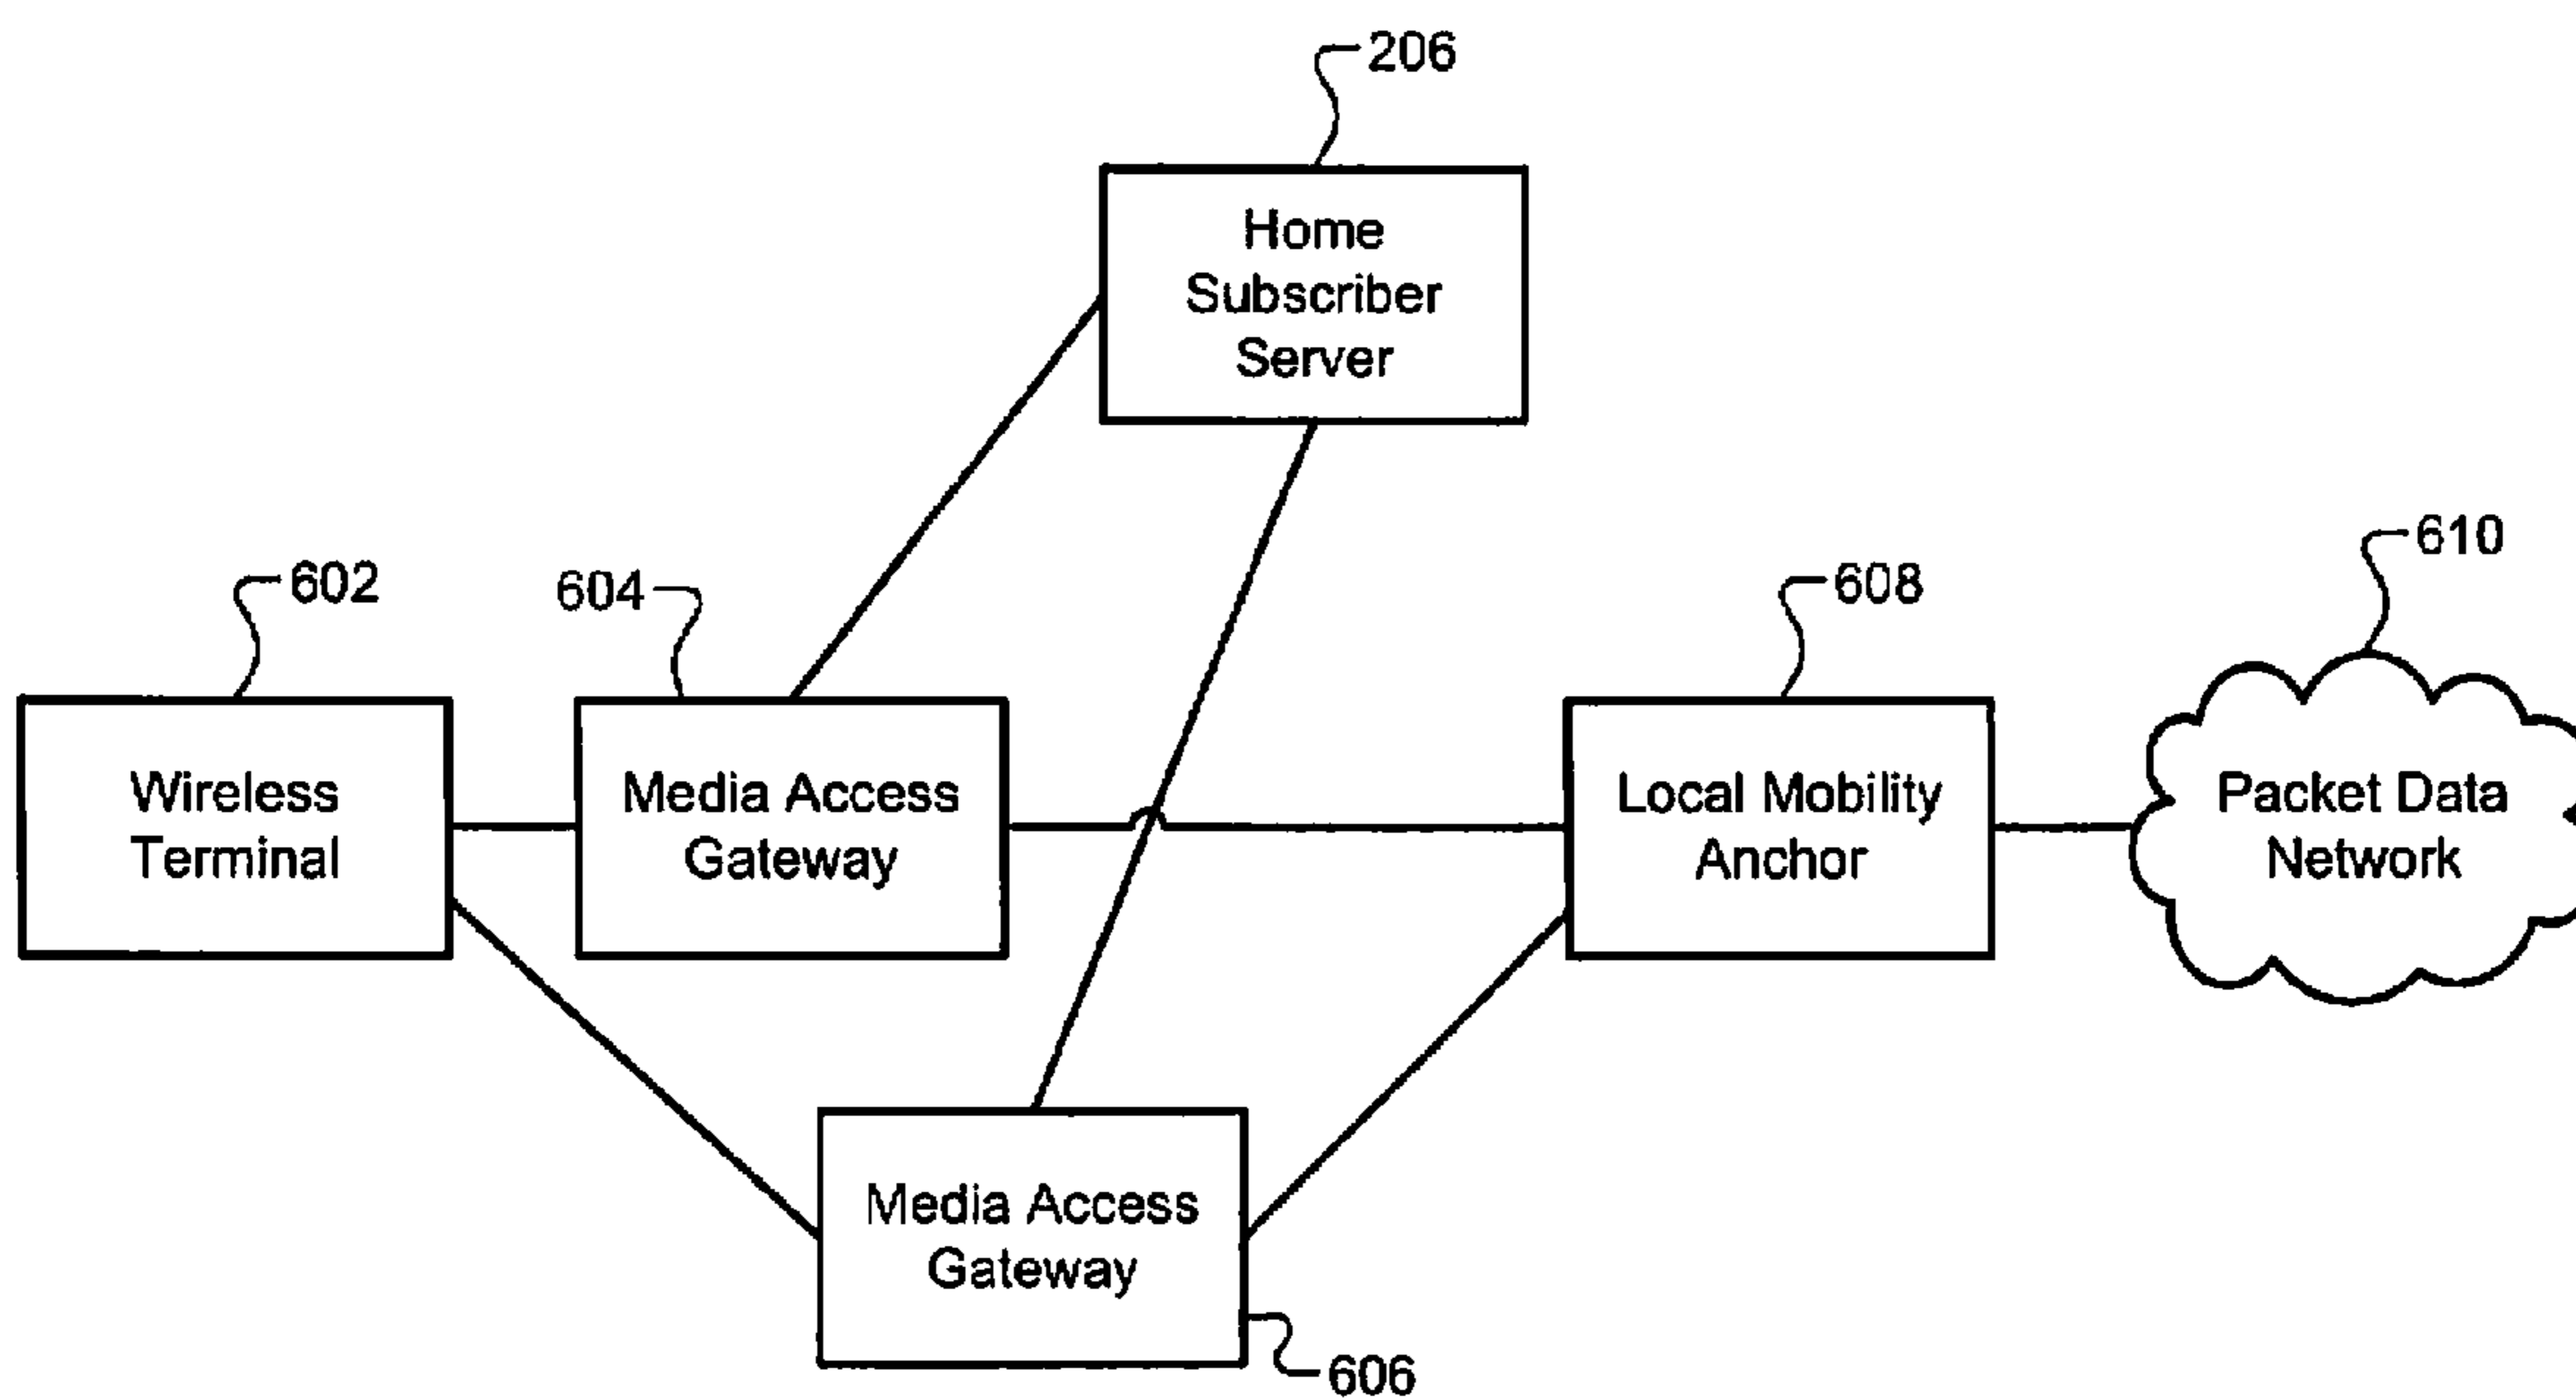 206
Home
Subscriber
Server
602
604
608
610
Wireless
Terminal
Media Access
Gateway
Local Mobility
Anchor
Packet Data
Network
Media Access
Gateway
606